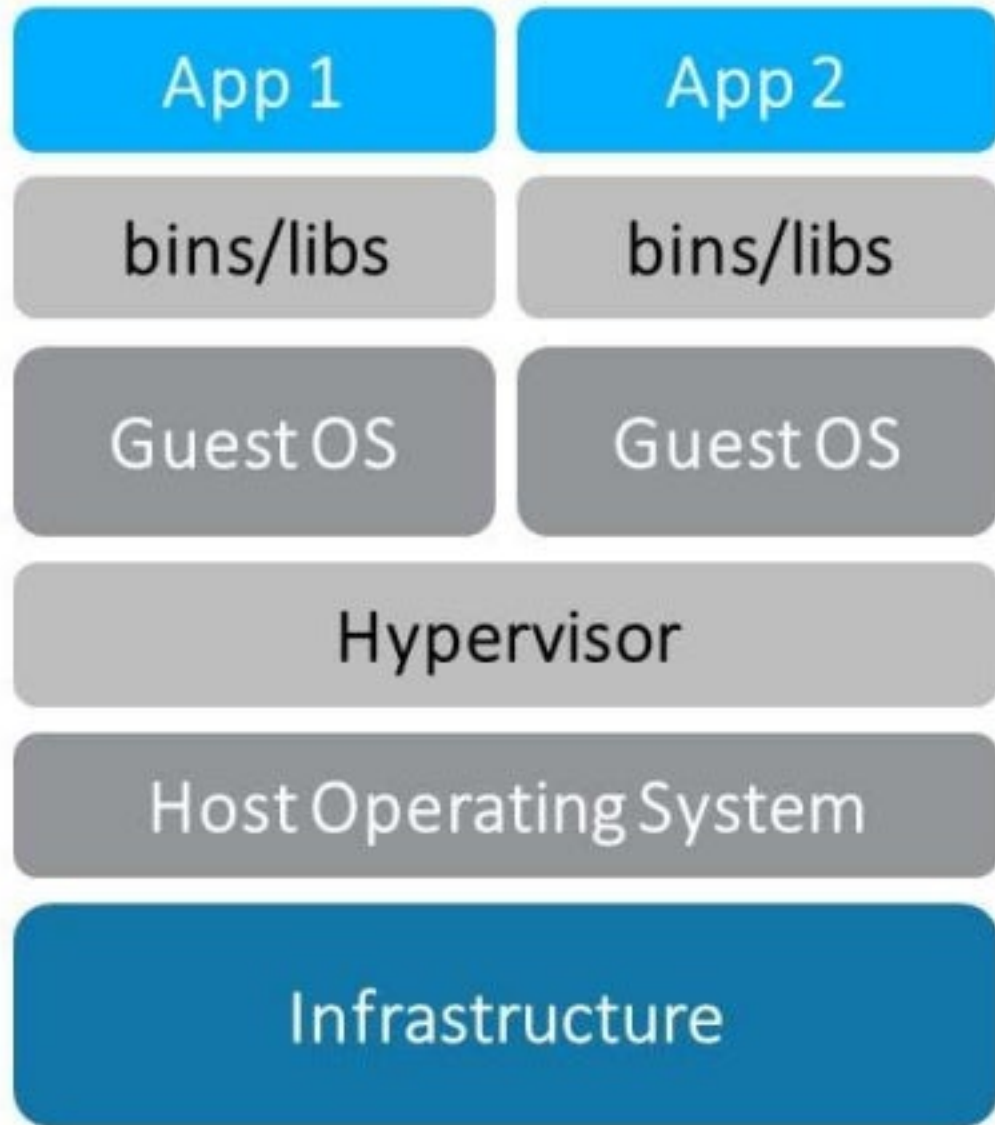 App 1
App 2
bins/libs
bins/libs
Guest OS
Guest OS
Hypervisor
Host Operating System
Infrastructure